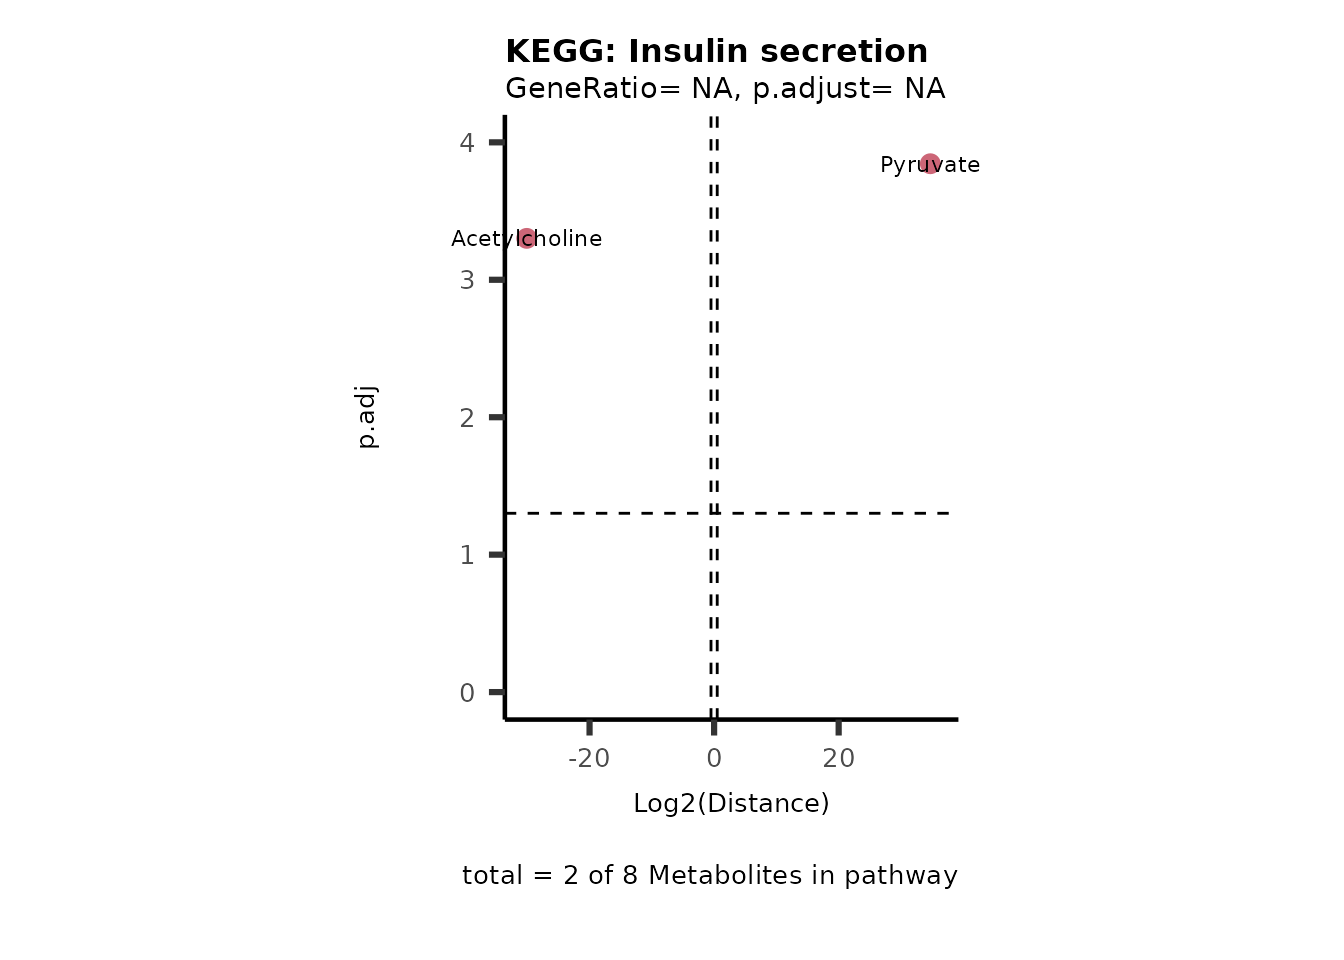 KEGG: Insulin secretion
GeneRatio= NA, p.adjust= NA
4
Pyruvate
Acetylcholine
3
p.adj
2
1
0
-20 0 20
Log2(Distance)
total = 2 of 8 Metabolites in pathway